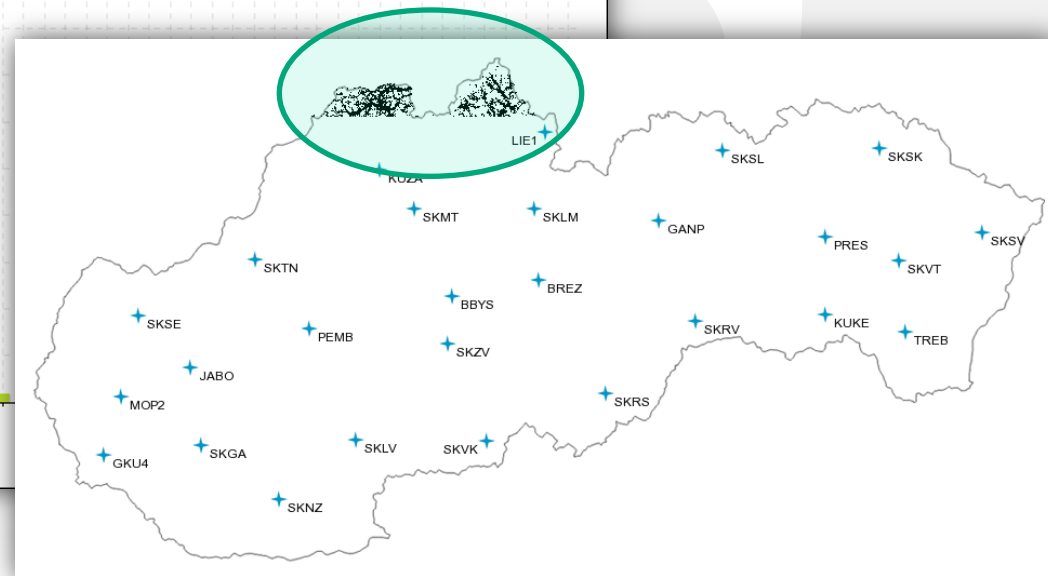 LIE1
SKSL
SKSK
KUZA
SKMT
SKLM
GANP
PRES
SKSV
SKTN
SKVT
BREZ
BBYS
SKSE
PEMB
SKRV
KUKE
TREB
SKZV
JABO
MOP2
SKRS
GKU4
SKGA
SKLV
SKVK
SKNZ